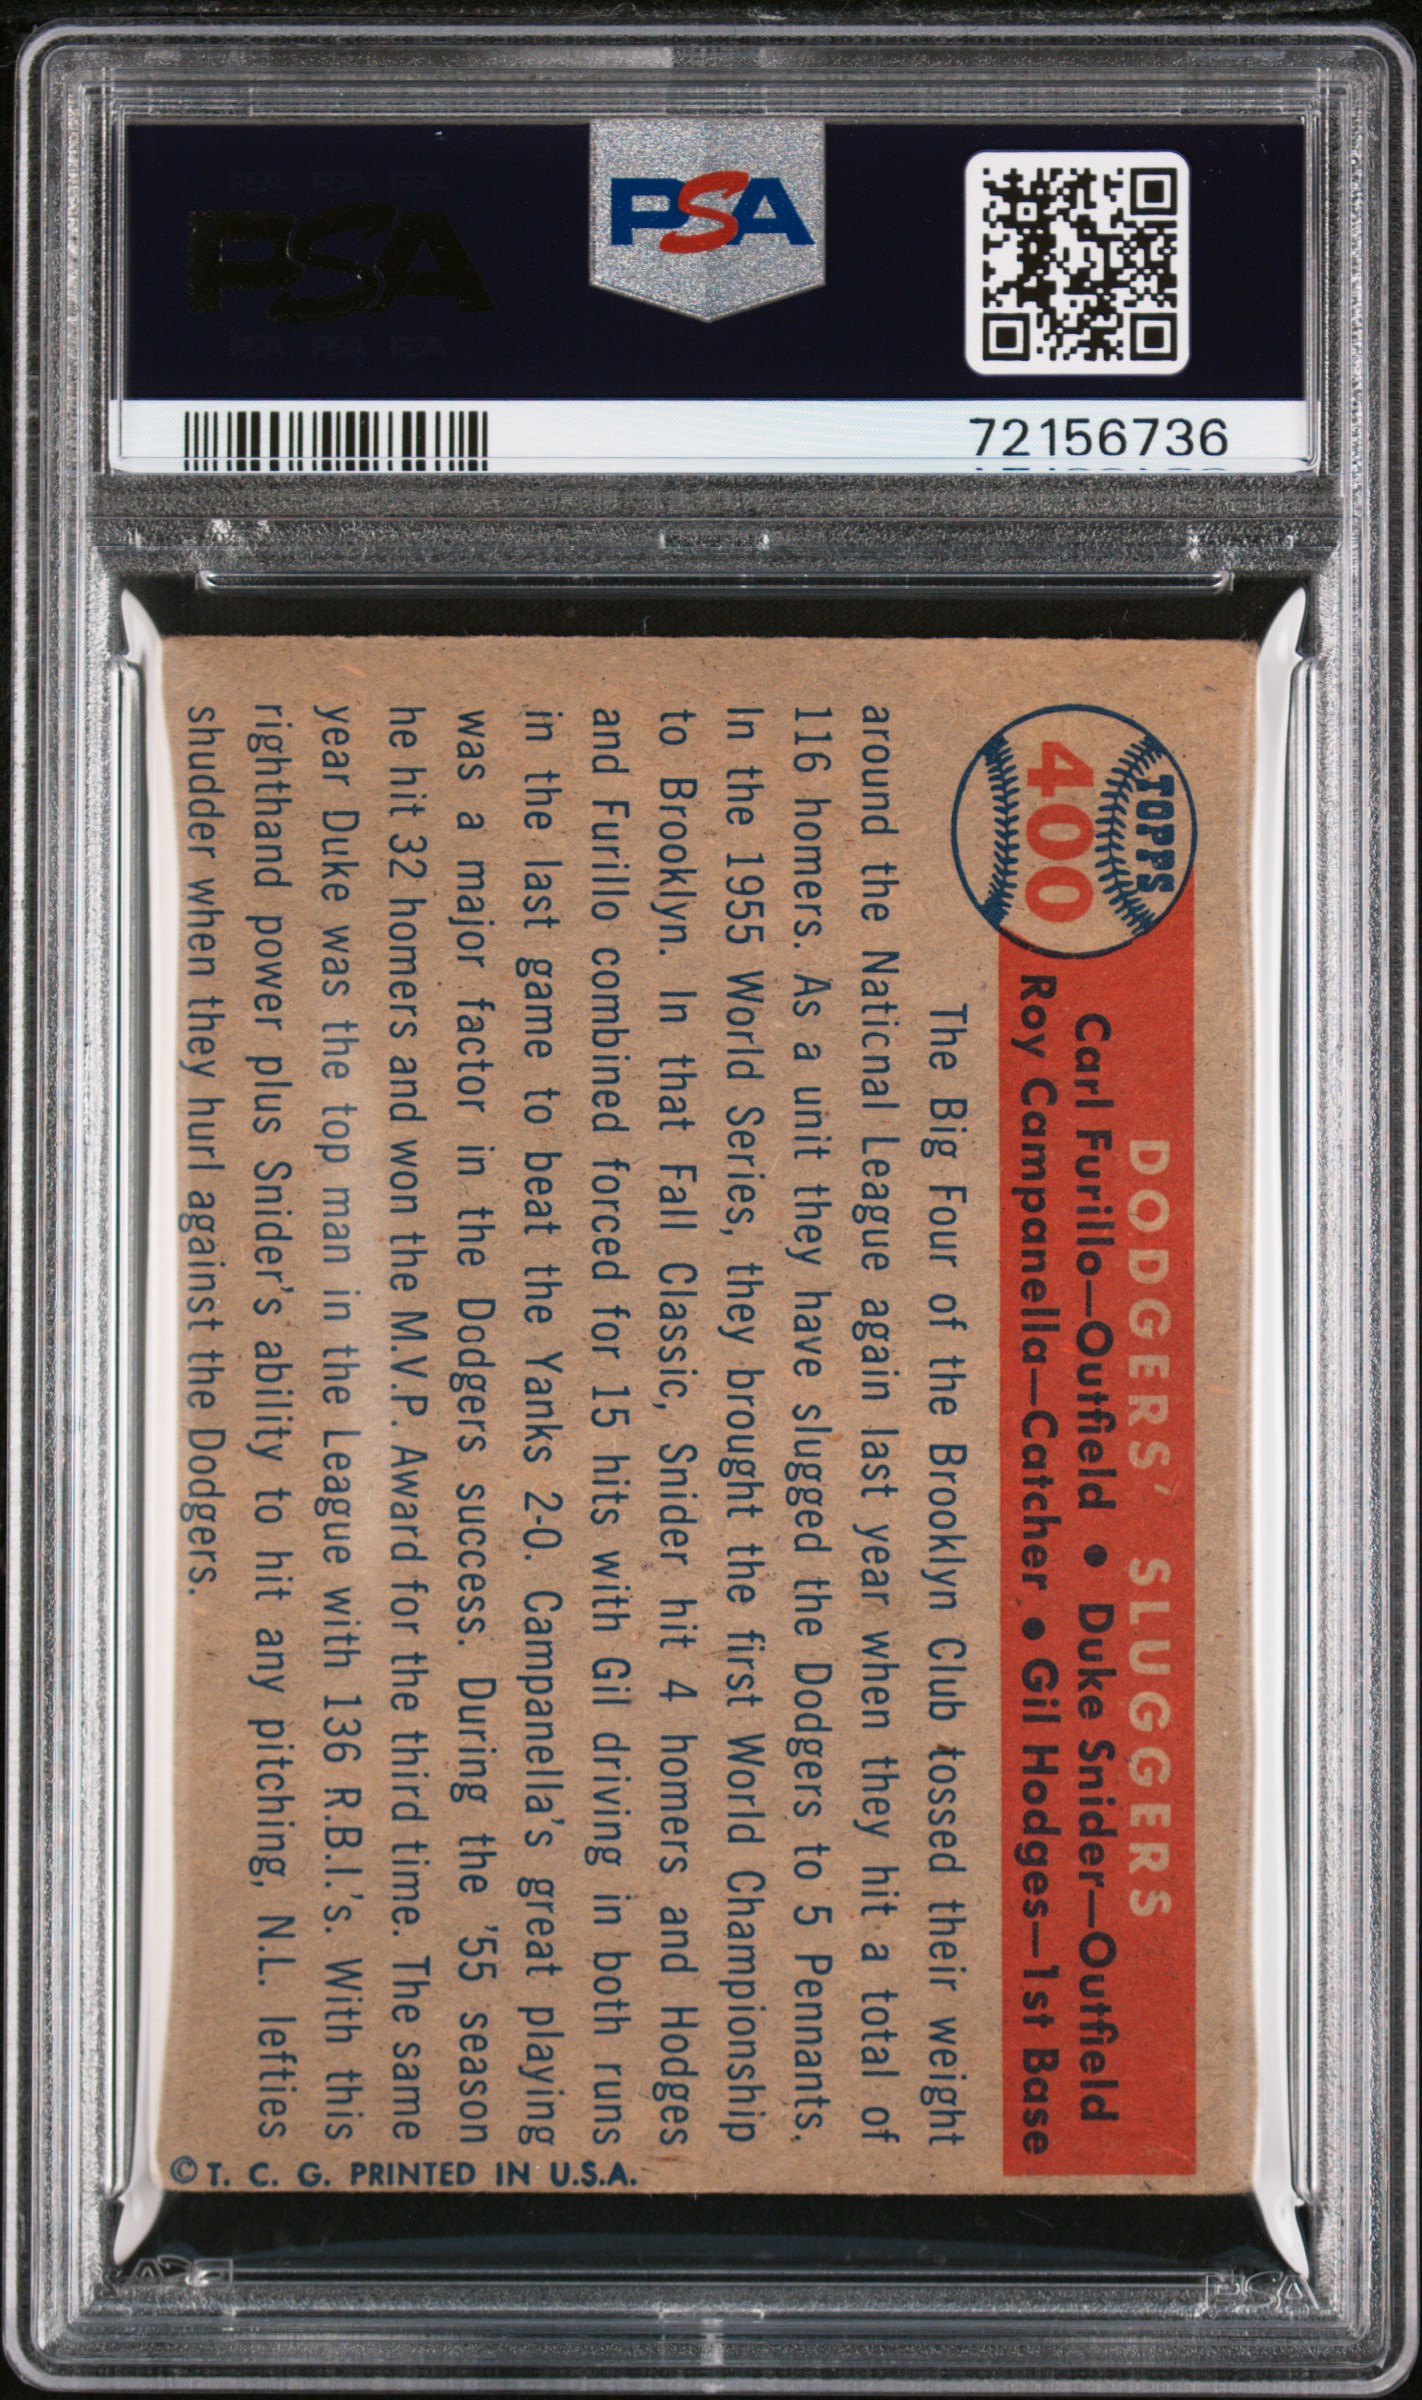 PSA
PSA
72156736
TOPPS
400
DODGERS' SLUGGERS
Carl Furillo—Outfield • Duke Snider—Outfield
Roy Campanella—Catcher • Gil Hodges—1st Base
The Big Four of the Brooklyn Club tossed their weight
around the National League again last year when they hit a total of
116 homers. As a unit they have slugged the Dodgers to 5 Pennants.
In the 1955 World Series, they brought the first World Championship
to Brooklyn. In that Fall Classic, Snider hit 4 homers and Hodges
and Furillo combined forced for 15 hits with Gil driving in both runs
in the last game to beat the Yanks 2-0. Campanella's great playing
was a major factor in the Dodgers success. During the '55 season
he hit 32 homers and won the M.V.P. Award for the third time. The same
year Duke was the top man in the League with 136 R.B.I.'s. With this
righthand power plus Snider's ability to hit any pitching, N.L. lefties
shudder when they hurl against the Dodgers.
© T. C. G. PRINTED IN U.S.A.
PSA
PSA